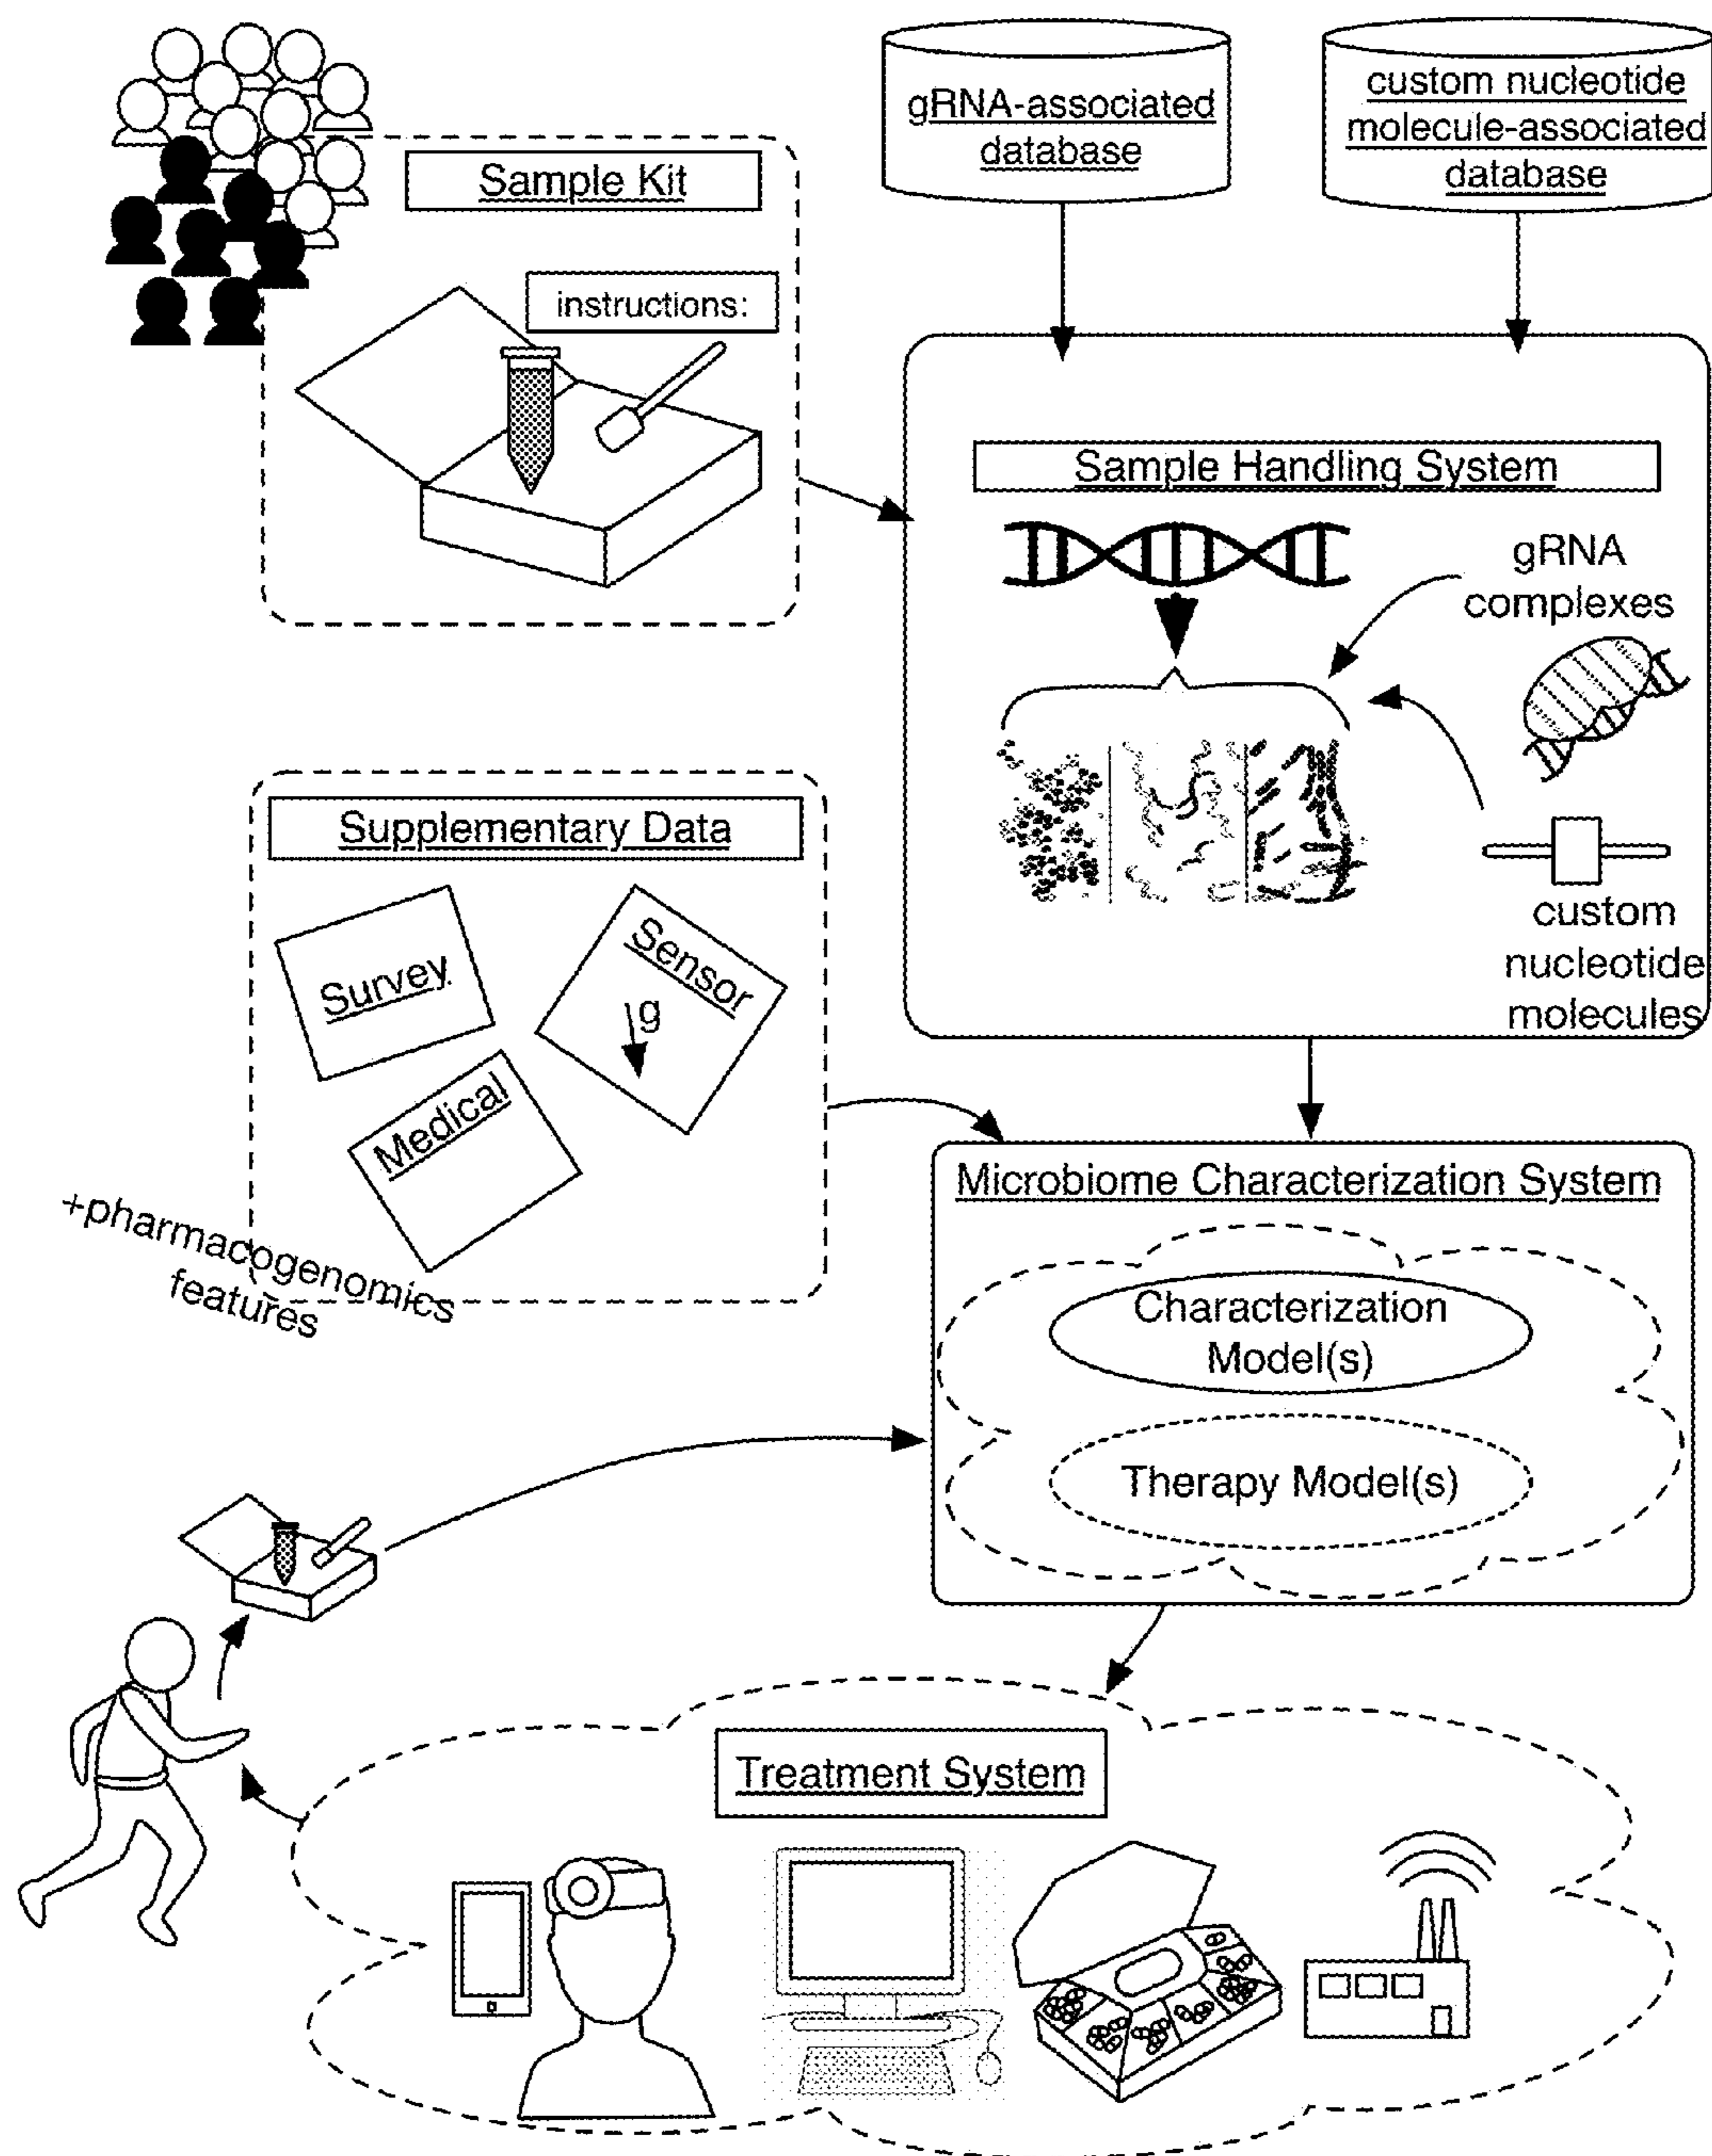 gRNA-associated
database
custom nucleotide
molecule-associated
database
Sample Kit
instructions:
Sample Handling System
gRNA
complexes
custom
nucleotide
molecules
Supplementary Data
Survey
Sensor
g
Medical
+pharmacogenomics
features
Microbiome Characterization System
Characterization
Model(s)
Therapy Model(s)
Treatment System